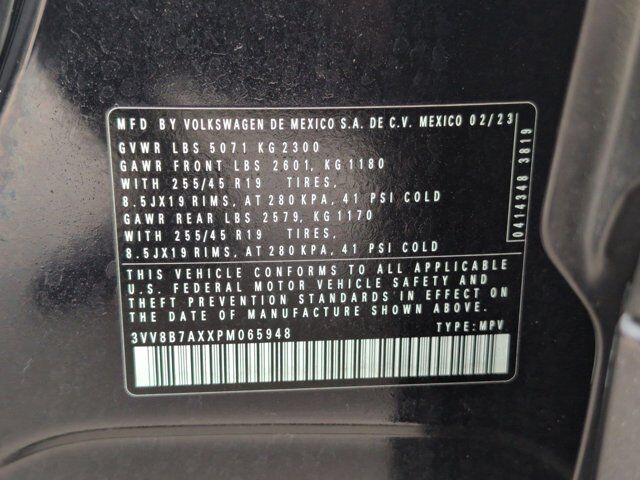 MFD BY VOLKSWAGEN DE MEXICO S.A. DE C.V. MEXICO 02/23
GVWR LBS 5071 KG 2300
GAWR FRONT LBS 2601, KG 1180
WITH 255/45 R19 TIRES,
8.5JX19 RIMS, AT 280 KPA, 41 PSI COLD
GAWR REAR LBS 2579, KG 1170
WITH 255/45 R19 TIRES,
8.5JX19 RIMS, AT 280 KPA, 41 PSI COLD
0414348 3819
THIS VEHICLE CONFORMS TO ALL APPLICABLE
U.S. FEDERAL MOTOR VEHICLE SAFETY AND
THEFT PREVENTION STANDARDS IN EFFECT ON
THE DATE OF MANUFACTURE SHOWN ABOVE.
3VV8B7AXXPM065948 TYPE: MPV